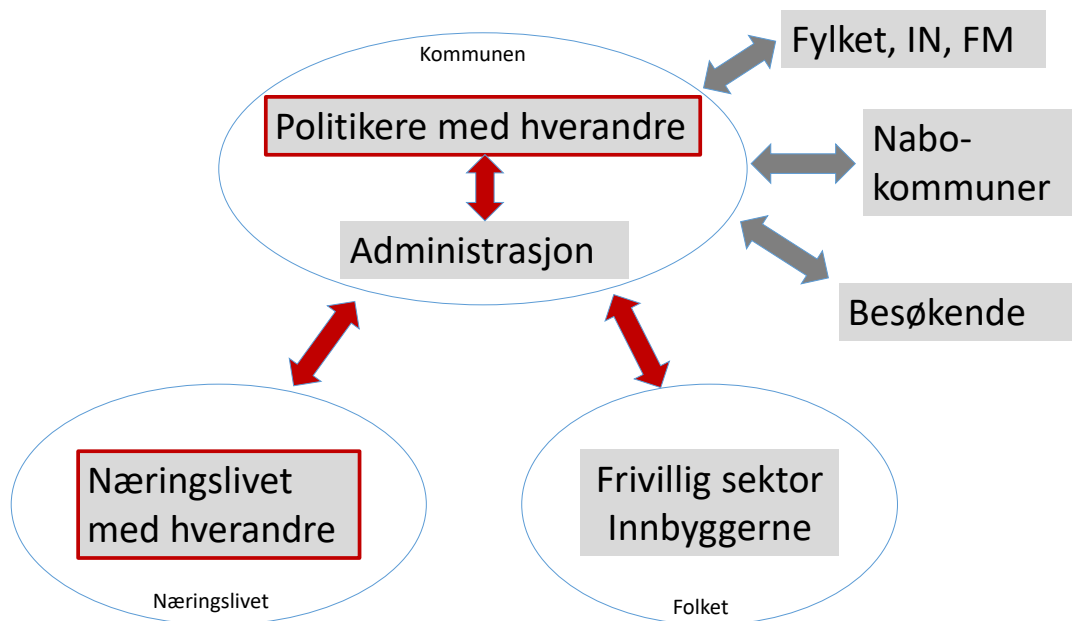 Kommunen
Fylket, IN, FM
Politikere med hverandre
Nabo-
kommuner
Administrasjon
Besøkende
Næringslivet
med hverandre
Næringslivet
Frivillig sektor
Innbyggerne
Folket